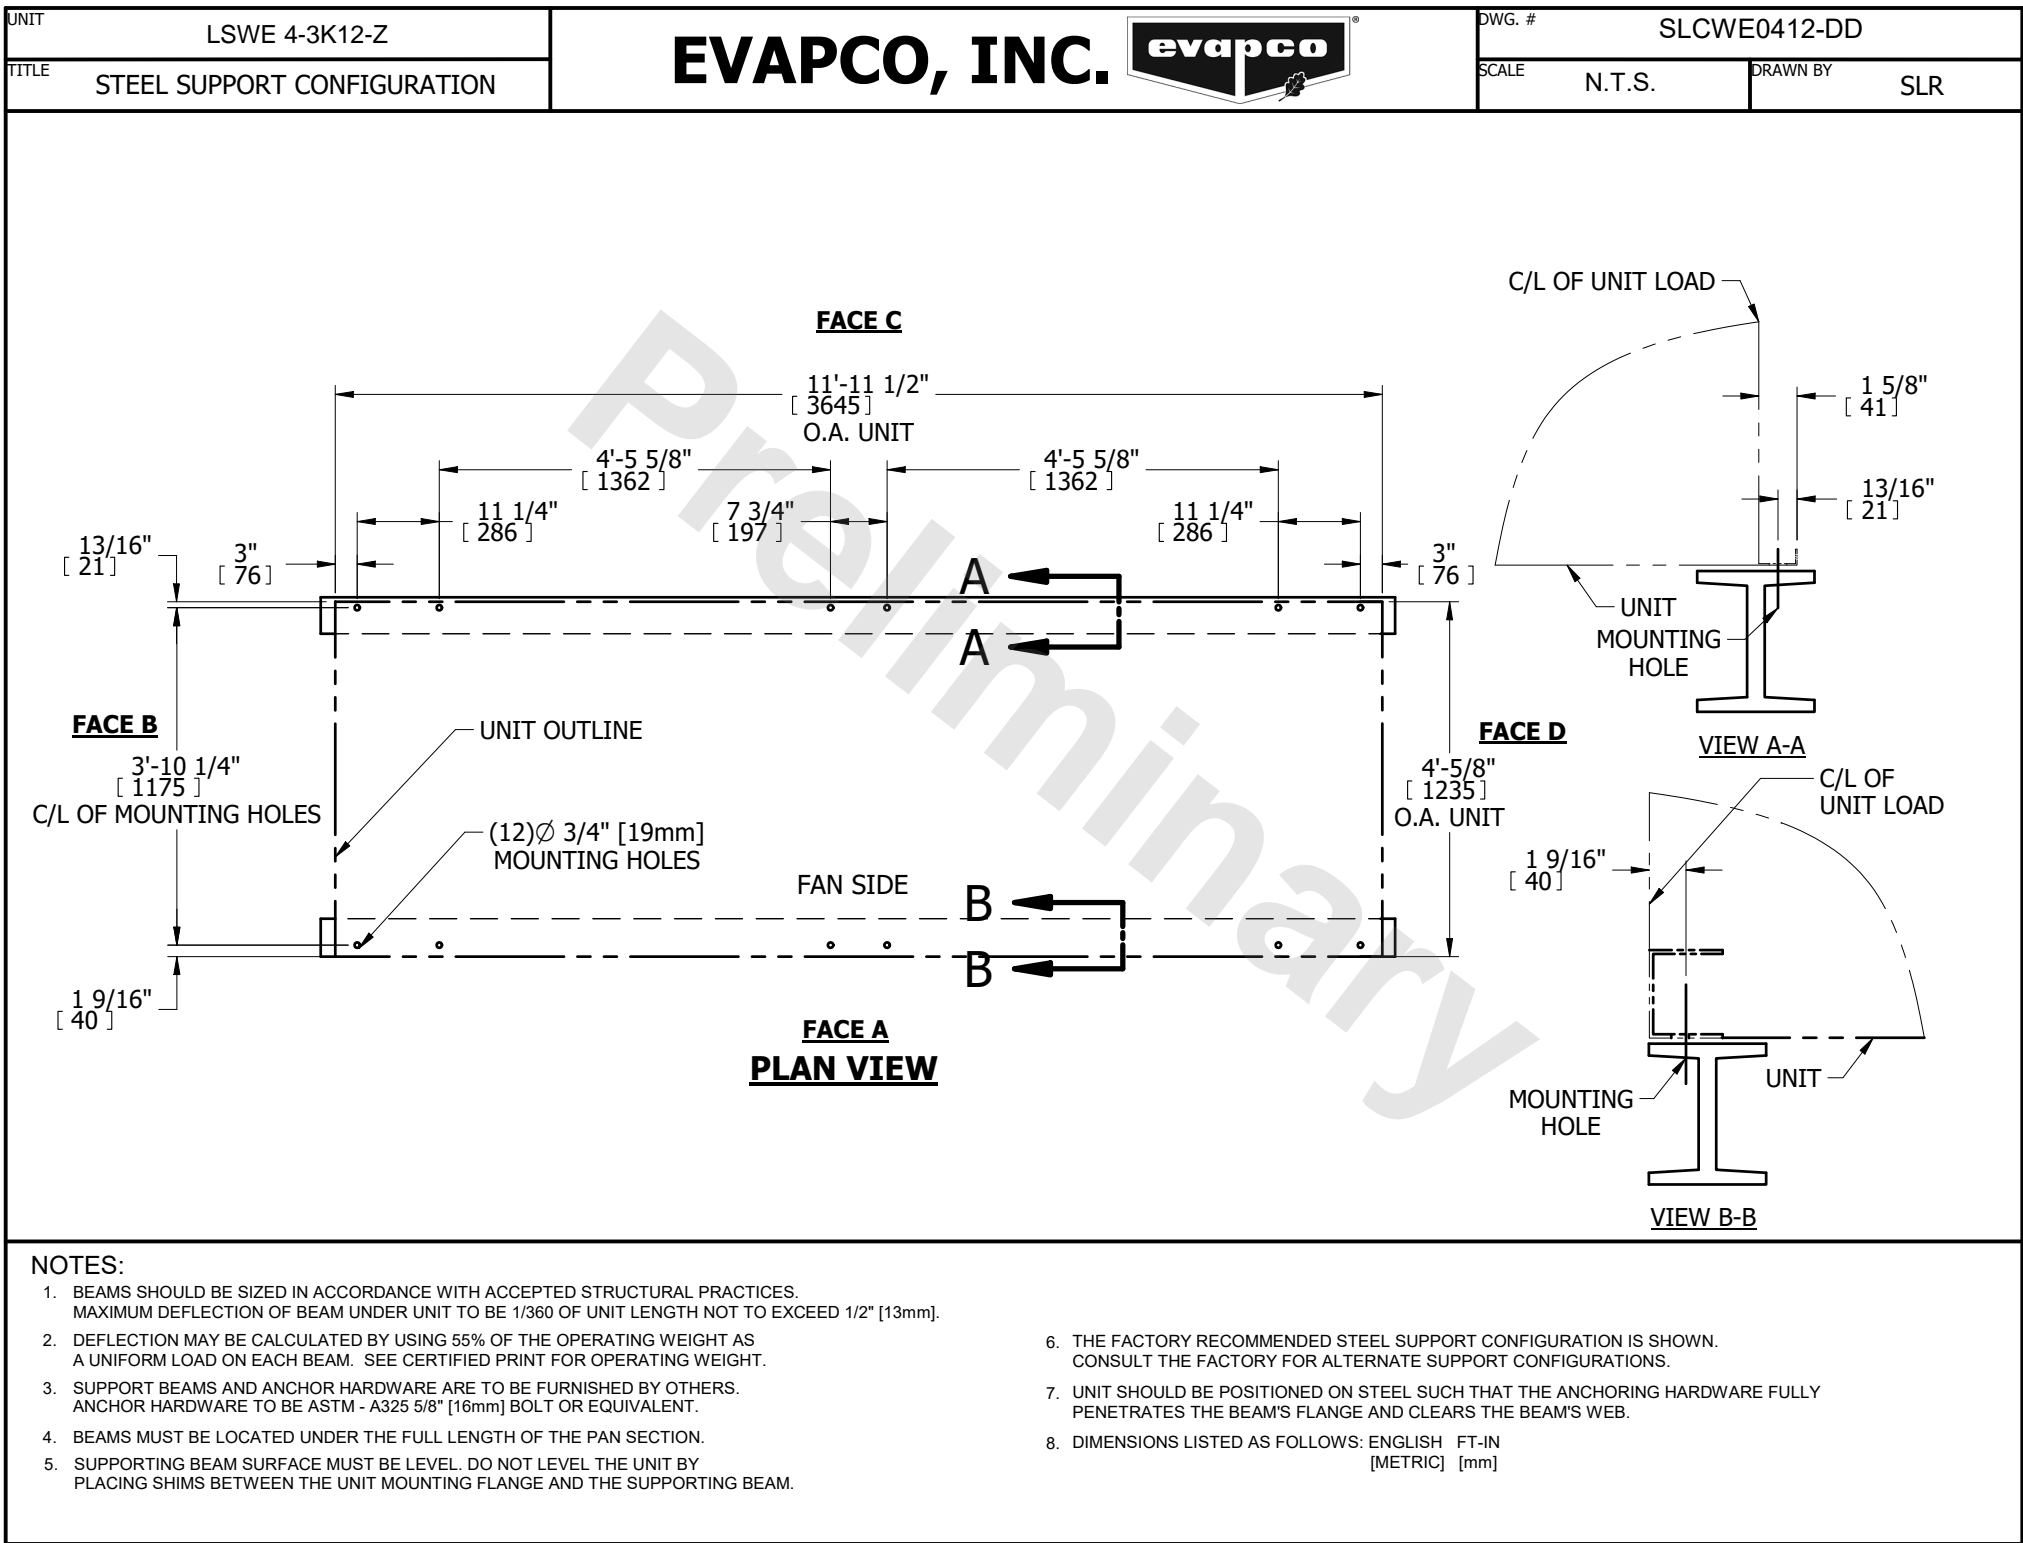 UNIT
LSWE 4-3K12-Z
TITLE
STEEL SUPPORT CONFIGURATION
EVAPCO, INC.
evapco
®
DWG. #
SLCWE0412-DD
SCALE
N.T.S.
DRAWN BY
SLR
Preliminary
FACE C
11'-11 1/2"
[ 3645 ]
O.A. UNIT
4'-5 5/8"
[ 1362 ]
4'-5 5/8"
[ 1362 ]
11 1/4"
[ 286 ]
7 3/4"
[ 197 ]
11 1/4"
[ 286 ]
13/16"
[ 21 ]
3"
[ 76 ]
3"
[ 76 ]
A
A
FACE B
UNIT OUTLINE
3'-10 1/4"
[ 1175 ]
C/L OF MOUNTING HOLES
(12)Ø 3/4" [19mm]
MOUNTING HOLES
FAN SIDE
B
B
FACE D
4'-5/8"
[ 1235 ]
O.A. UNIT
1 9/16"
[ 40 ]
FACE A
PLAN VIEW
C/L OF UNIT LOAD
1 5/8"
[ 41 ]
13/16"
[ 21 ]
UNIT
MOUNTING
HOLE
VIEW A-A
C/L OF
UNIT LOAD
1 9/16"
[ 40 ]
UNIT
MOUNTING
HOLE
VIEW B-B
NOTES:
1. BEAMS SHOULD BE SIZED IN ACCORDANCE WITH ACCEPTED STRUCTURAL PRACTICES.
MAXIMUM DEFLECTION OF BEAM UNDER UNIT TO BE 1/360 OF UNIT LENGTH NOT TO EXCEED 1/2" [13mm].
2. DEFLECTION MAY BE CALCULATED BY USING 55% OF THE OPERATING WEIGHT AS
A UNIFORM LOAD ON EACH BEAM. SEE CERTIFIED PRINT FOR OPERATING WEIGHT.
3. SUPPORT BEAMS AND ANCHOR HARDWARE ARE TO BE FURNISHED BY OTHERS.
ANCHOR HARDWARE TO BE ASTM - A325 5/8" [16mm] BOLT OR EQUIVALENT.
4. BEAMS MUST BE LOCATED UNDER THE FULL LENGTH OF THE PAN SECTION.
5. SUPPORTING BEAM SURFACE MUST BE LEVEL. DO NOT LEVEL THE UNIT BY
PLACING SHIMS BETWEEN THE UNIT MOUNTING FLANGE AND THE SUPPORTING BEAM.
6. THE FACTORY RECOMMENDED STEEL SUPPORT CONFIGURATION IS SHOWN.
CONSULT THE FACTORY FOR ALTERNATE SUPPORT CONFIGURATIONS.
7. UNIT SHOULD BE POSITIONED ON STEEL SUCH THAT THE ANCHORING HARDWARE FULLY
PENETRATES THE BEAM'S FLANGE AND CLEARS THE BEAM'S WEB.
8. DIMENSIONS LISTED AS FOLLOWS: ENGLISH FT-IN
[METRIC] [mm]